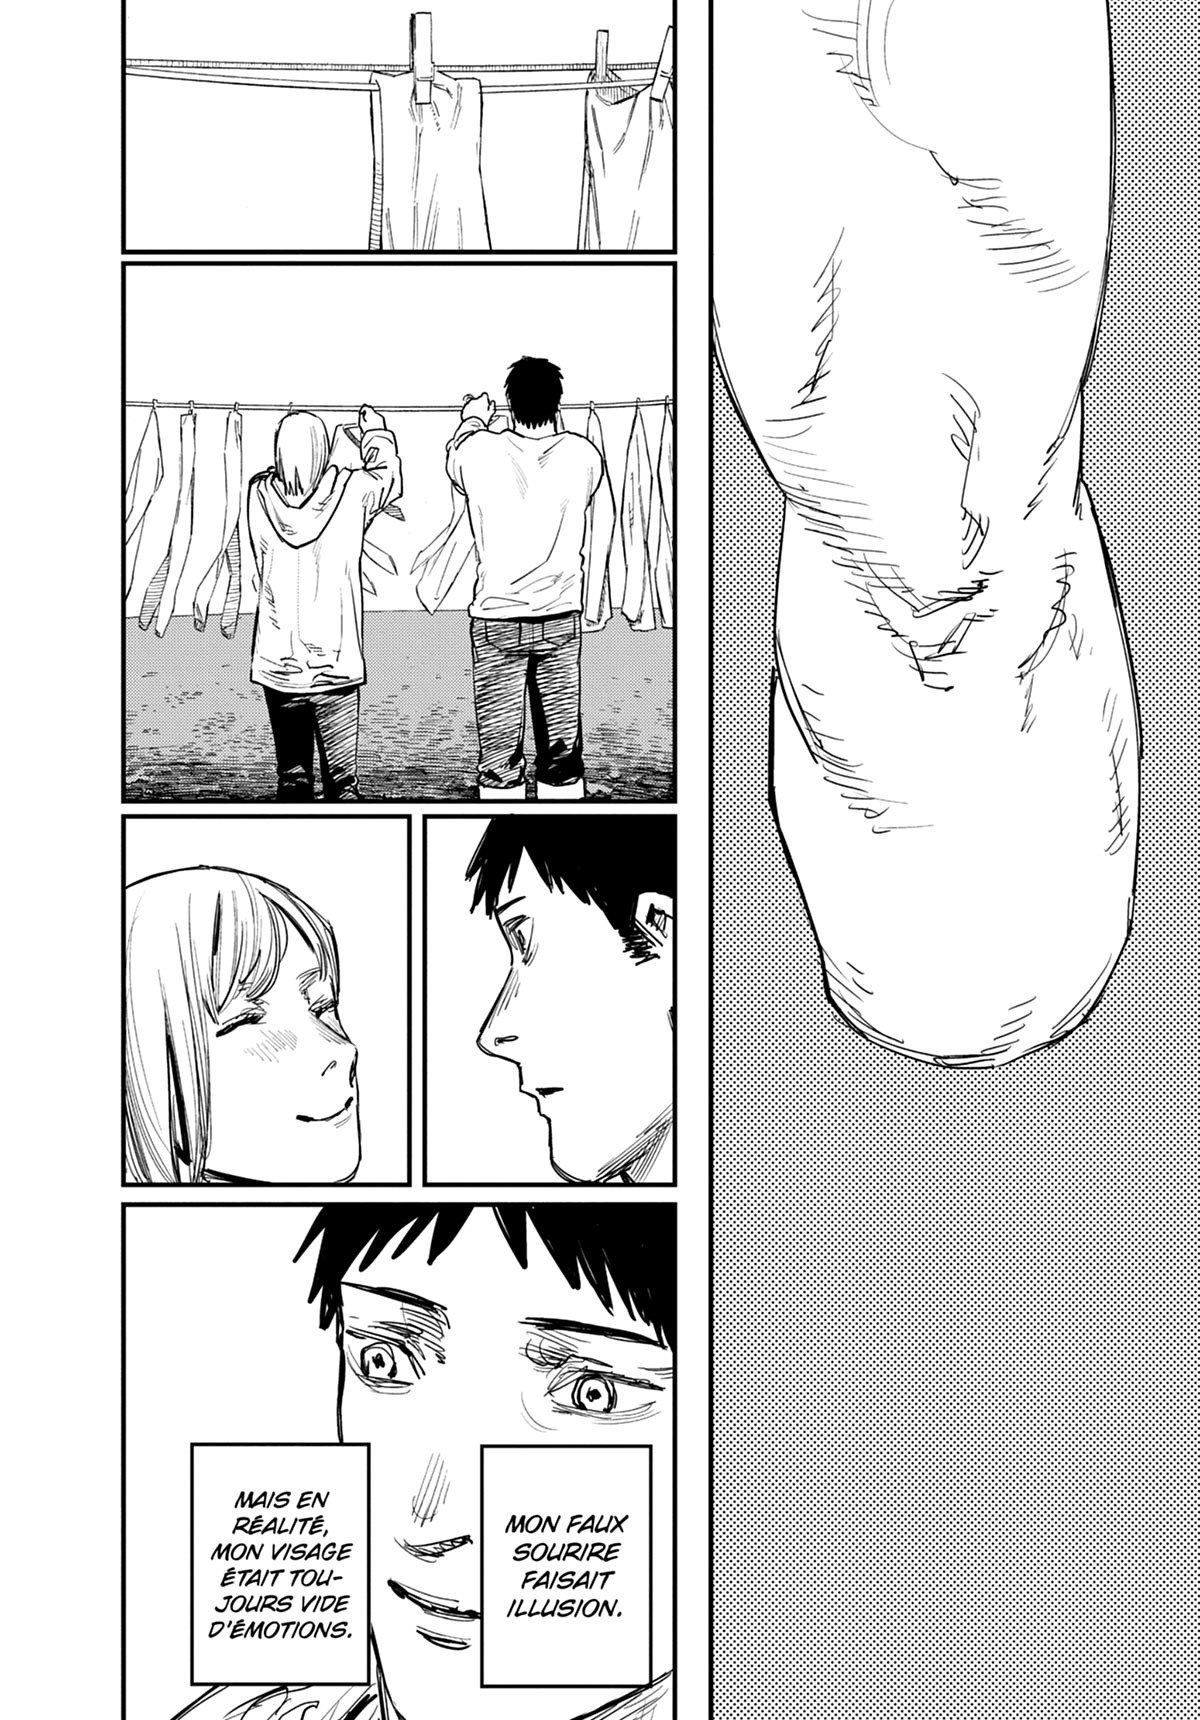 MON FAUX
SOURIRE
FAISAIT
ILLUSION.
MAIS EN
RÉALITÉ,
MON VISAGE
ÉTAIT TOU-
JOURS VIDE
D'ÉMOTIONS.